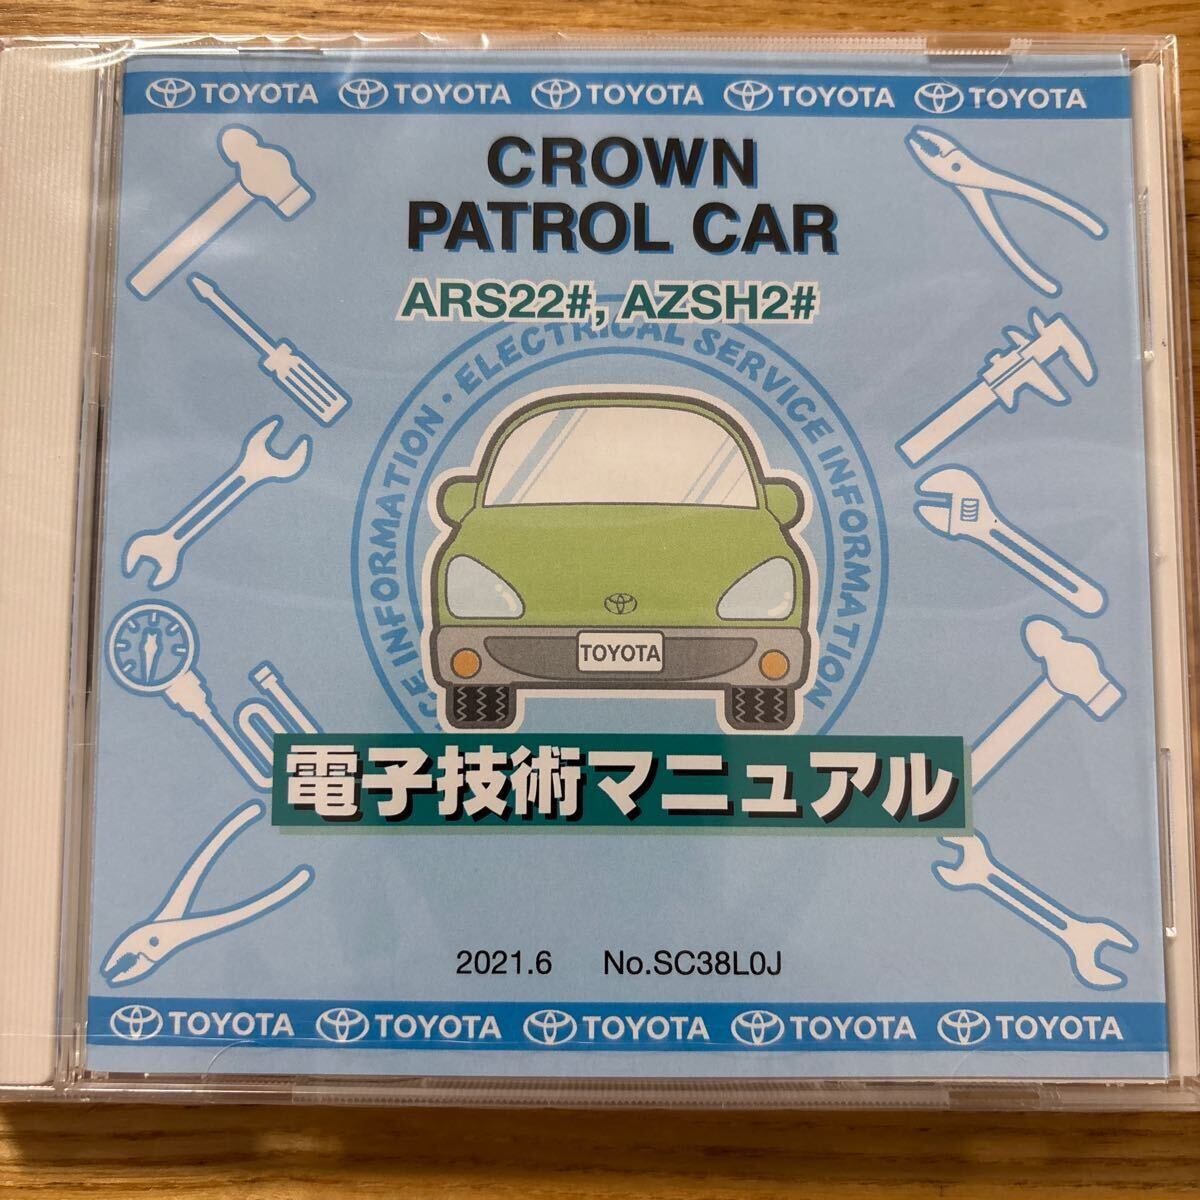 TOYOTA TOYOTA TOYOTA TOYOTA TOYOTA
CROWN
PATROL CAR
ARS22#, AZSH2#
INFORMATION・ELECTRICAL SERVICE INFORMATION
TOYOTA
電子技術マニュアル
2021.6 No.SC38L0J
TOYOTA TOYOTA TOYOTA TOYOTA TOYOTA